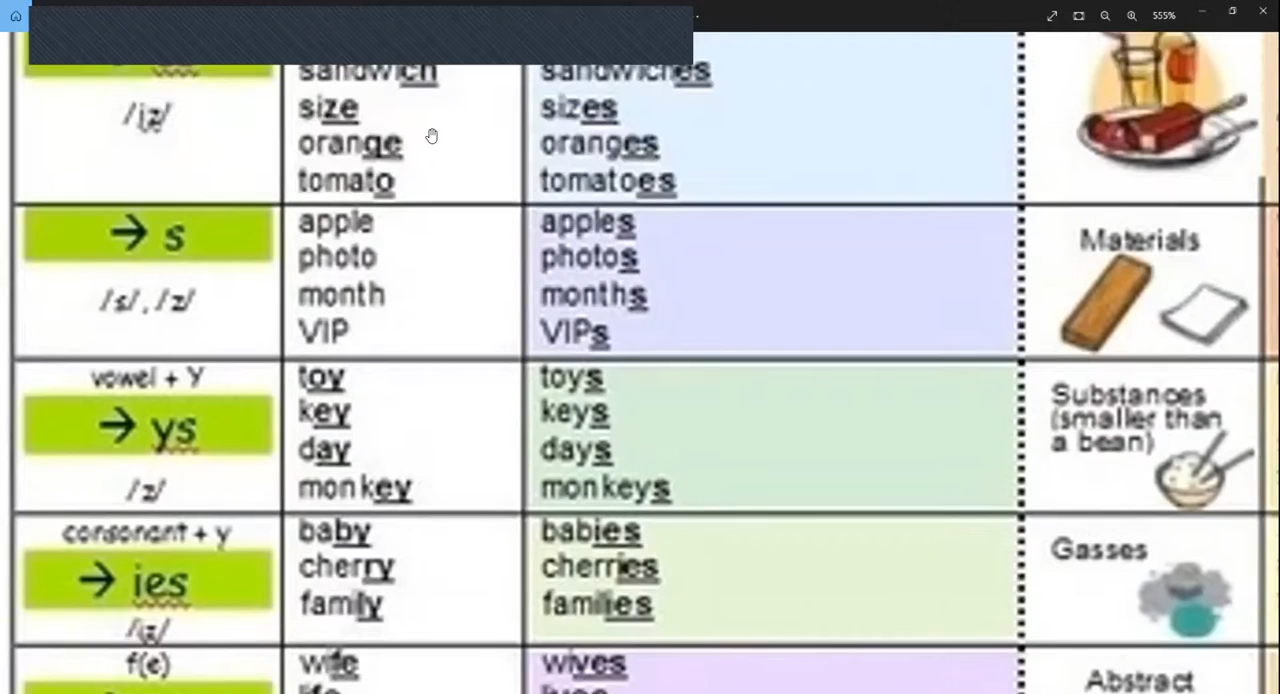 555%
sandwich sandwiches
/iz/ size sizes
orange oranges
tomato tomatoes
→ s apple apples
photo photos Materials
/s/, /z/ month months
VIP VIPs
vowel + Y toy toys
→ ys key keys Substances
day days (smaller than
/z/ monkey monkeys a bean)
consonant + y baby babies
→ ies cherry cherries Gasses
family families
/iz/
f(e) wife wives Abstract